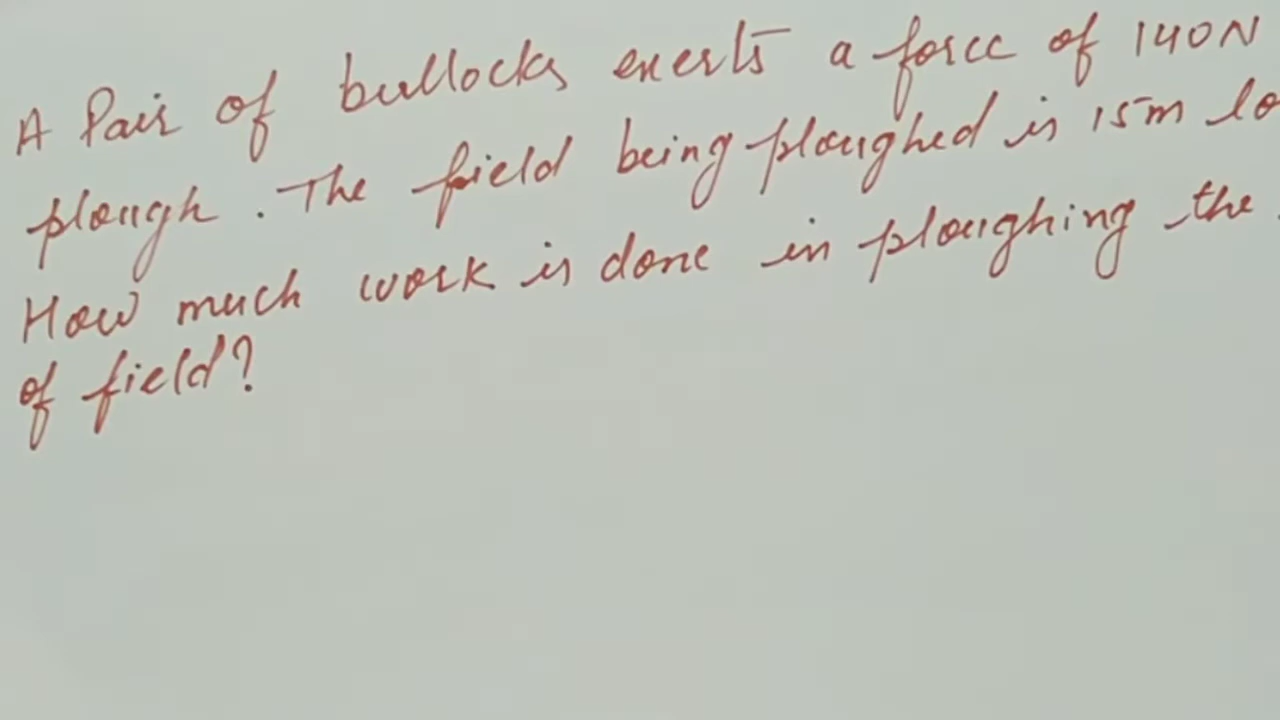 A Pair of bullocks exerts a force of 140N
plough. The field being ploughed is 15m lo
How much work is done in ploughing the
of field?